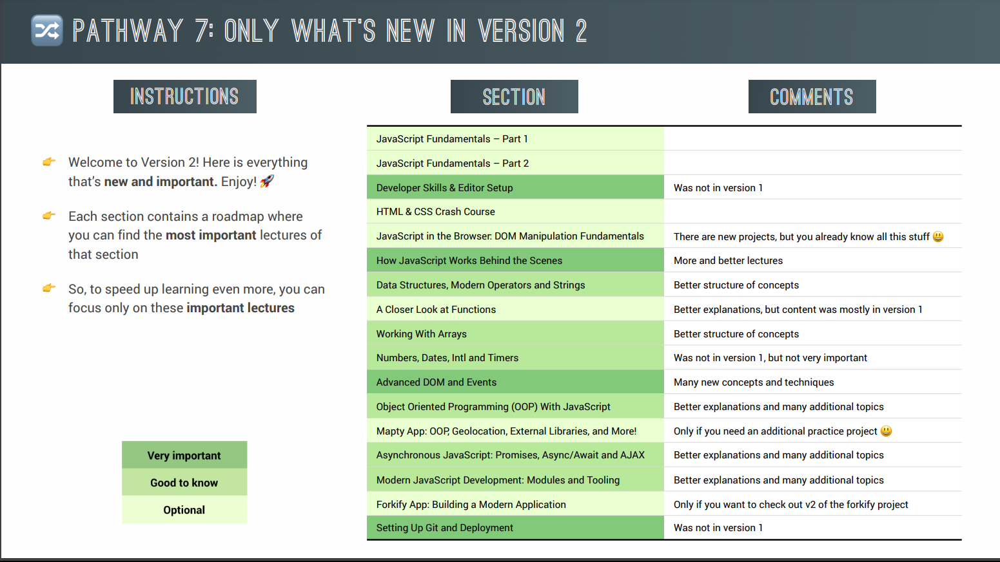 PATHWAY 7: ONLY WHAT'S NEW IN VERSION 2
INSTRUCTIONS
👉 Welcome to Version 2! Here is everything
that's new and important. Enjoy! 🚀
👉 Each section contains a roadmap where
you can find the most important lectures of
that section
👉 So, to speed up learning even more, you can
focus only on these important lectures
Very important
Good to know
Optional
SECTION COMMENTS
JavaScript Fundamentals – Part 1
JavaScript Fundamentals – Part 2
Developer Skills & Editor Setup Was not in version 1
HTML & CSS Crash Course
JavaScript in the Browser: DOM Manipulation Fundamentals There are new projects, but you already know all this stuff 😃
How JavaScript Works Behind the Scenes More and better lectures
Data Structures, Modern Operators and Strings Better structure of concepts
A Closer Look at Functions Better explanations, but content was mostly in version 1
Working With Arrays Better structure of concepts
Numbers, Dates, Intl and Timers Was not in version 1, but not very important
Advanced DOM and Events Many new concepts and techniques
Object Oriented Programming (OOP) With JavaScript Better explanations and many additional topics
Mapty App: OOP, Geolocation, External Libraries, and More! Only if you need an additional practice project 😃
Asynchronous JavaScript: Promises, Async/Await and AJAX Better explanations and many additional topics
Modern JavaScript Development: Modules and Tooling Better explanations and many additional topics
Forkify App: Building a Modern Application Only if you want to check out v2 of the forkify project
Setting Up Git and Deployment Was not in version 1